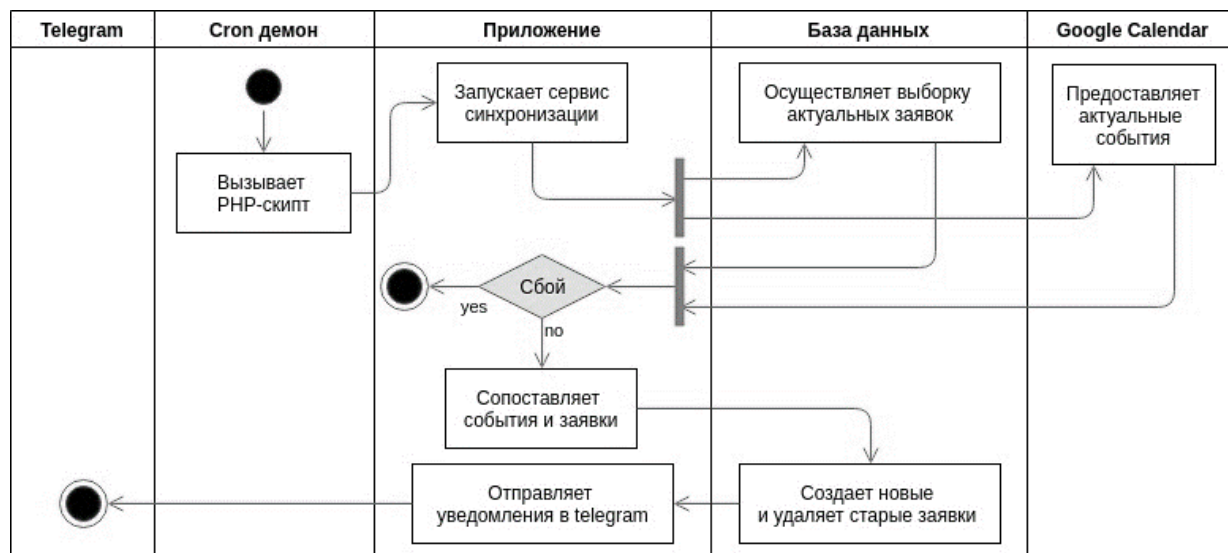 Telegram
Cron демон
Приложение
База данных
Google Calendar
Запускает сервис
синхронизации
Осуществляет выборку
актуальных заявок
Предоставляет
актуальные
события
Вызывает
PHP-скипт
Сбой
yes
no
Сопоставляет
события и заявки
Отправляет
уведомления в telegram
Создает новые
и удаляет старые заявки